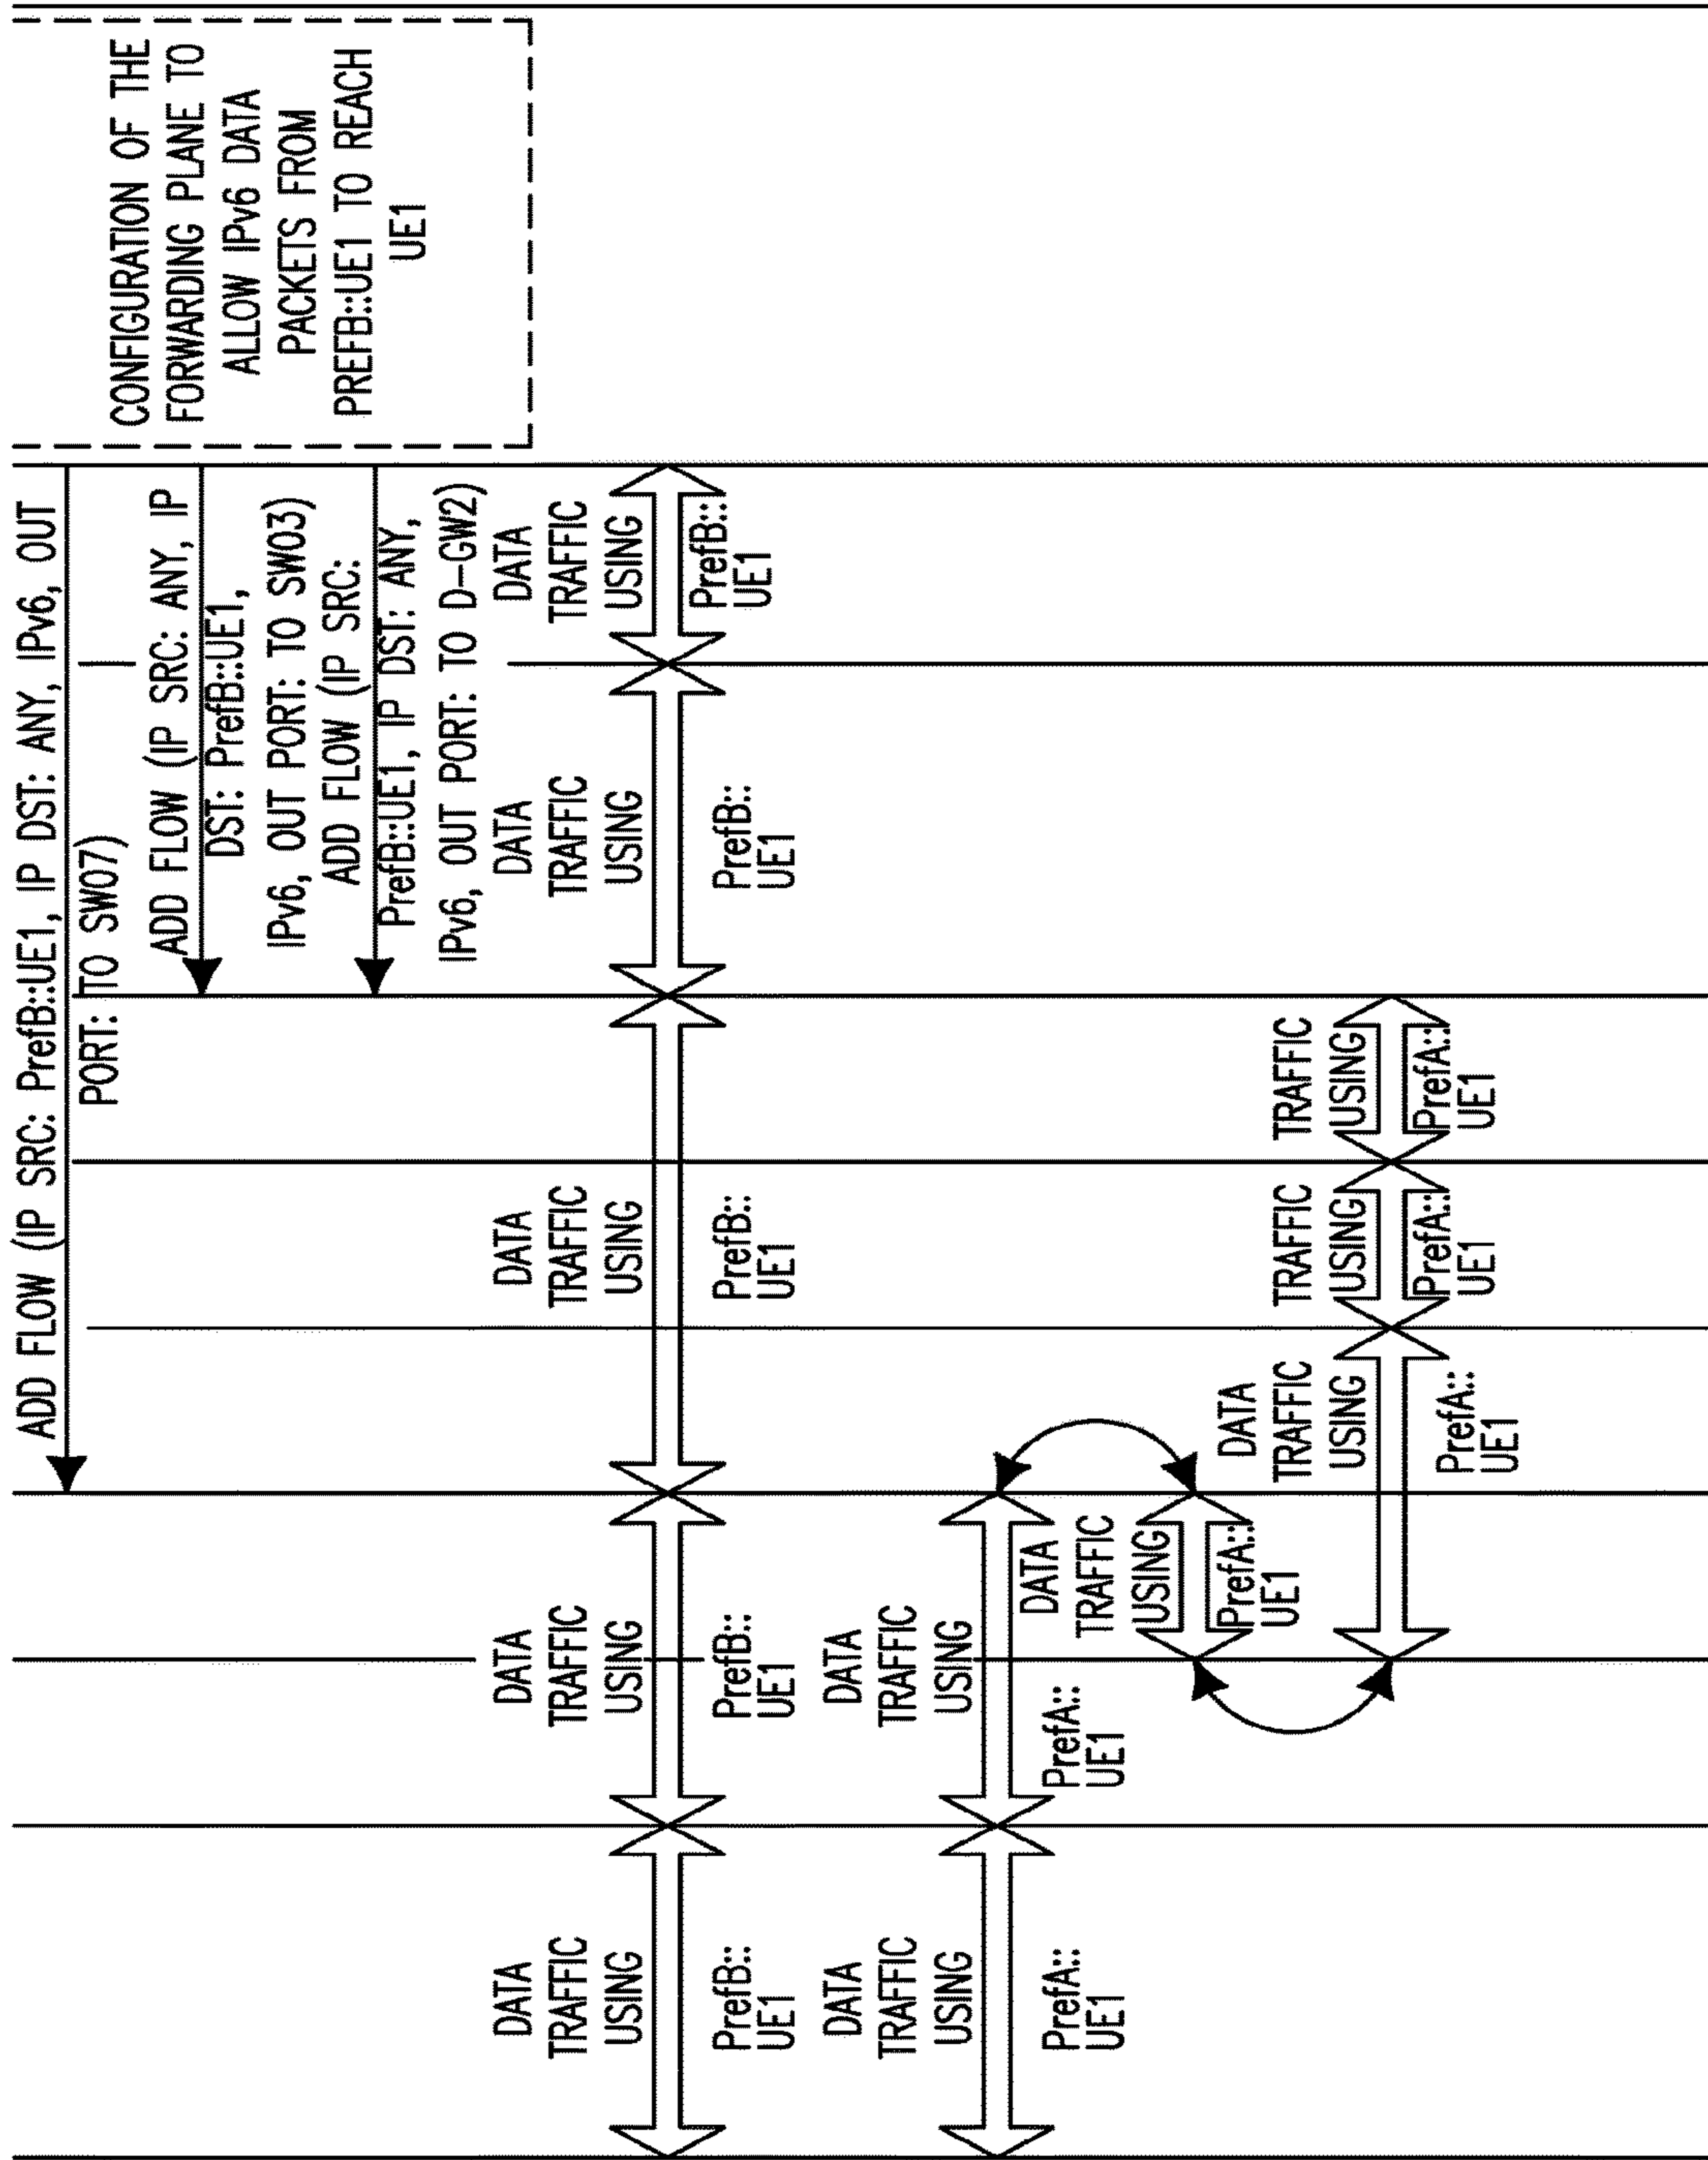 ADD FLOW (IP SRC: PrefB::UE1, IP DST: ANY, IPv6, OUT
PORT: TO SW07)
ADD FLOW (IP SRC: ANY, IP
DST: PrefB::UE1,
IPv6, OUT PORT: TO SW03)
ADD FLOW (IP SRC:
PrefB::UE1, IP DST: ANY,
IPv6, OUT PORT: TO D-GW2)
CONFIGURATION OF THE
FORWARDING PLANE TO
ALLOW IPv6 DATA
PACKETS FROM
PREFB::UE1 TO REACH
UE1
DATA
TRAFFIC
USING
PrefB::
UE1
DATA
TRAFFIC
USING
PrefB::
UE1
DATA
TRAFFIC
USING
PrefB::
UE1
DATA
TRAFFIC
USING
PrefB::
UE1
DATA
TRAFFIC
USING
PrefB::
UE1
DATA
TRAFFIC
USING
PrefA::
UE1
DATA
TRAFFIC
USING
PrefA::
UE1
DATA
TRAFFIC
USING
PrefA::
UE1
DATA
TRAFFIC
USING
PrefA::
UE1
TRAFFIC
USING
PrefA::
UE1
TRAFFIC
USING
PrefA::
UE1